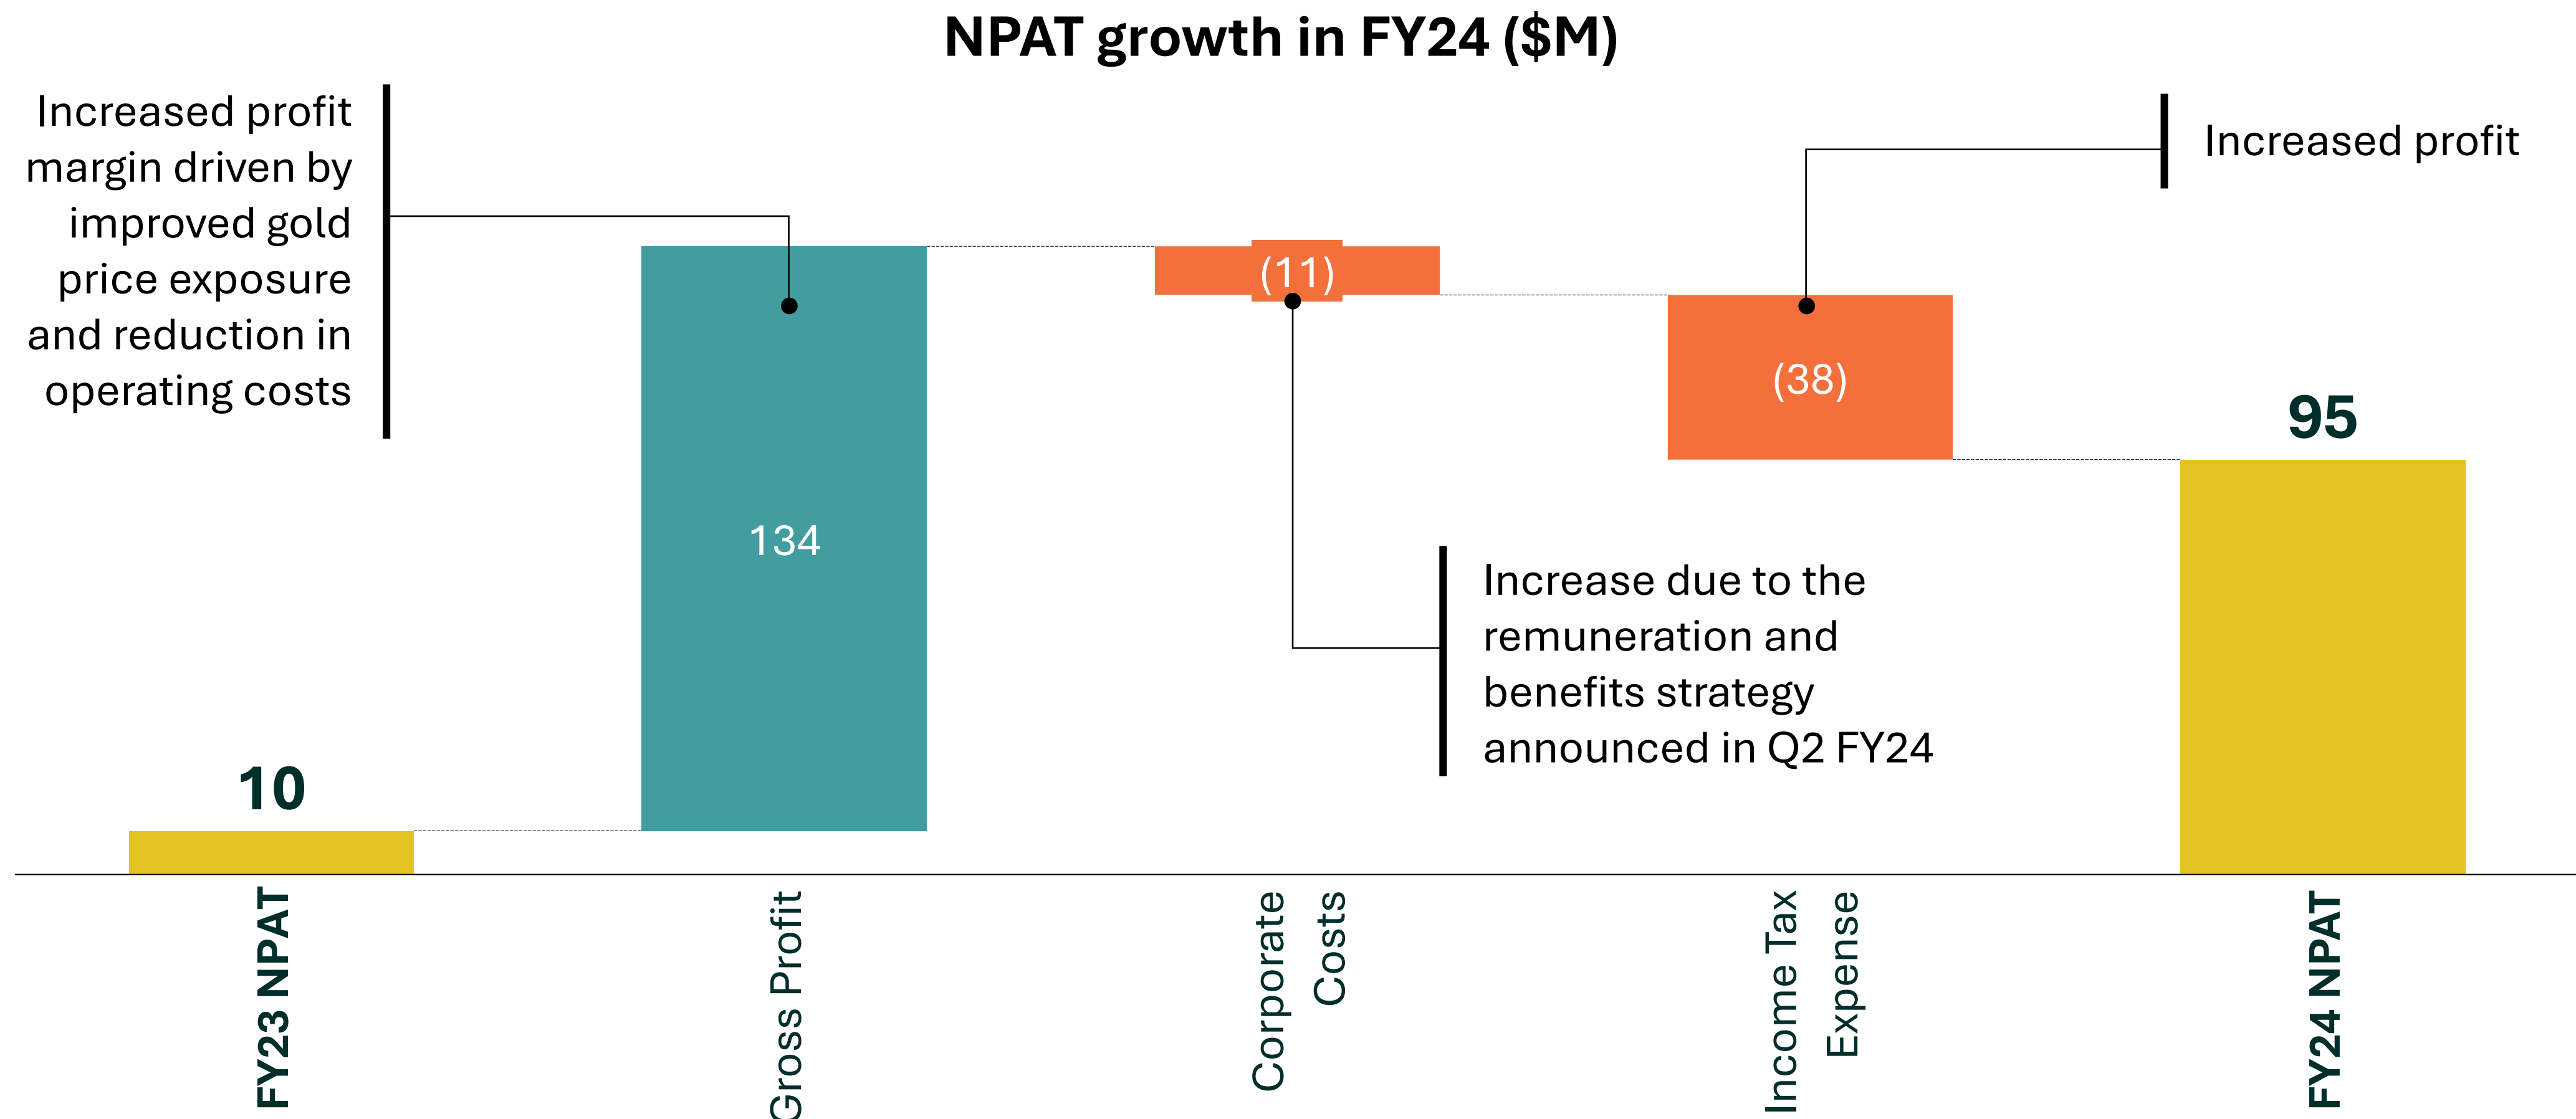 NPAT growth in FY24 ($M)
Increased profit
margin driven by
improved gold
price exposure
and reduction in
operating costs
Increased profit
(11)
(38)
95
134
Increase due to the
remuneration and
benefits strategy
announced in Q2 FY24
10
FY23 NPAT
Gross Profit
Corporate
Costs
Income Tax
Expense
FY24 NPAT